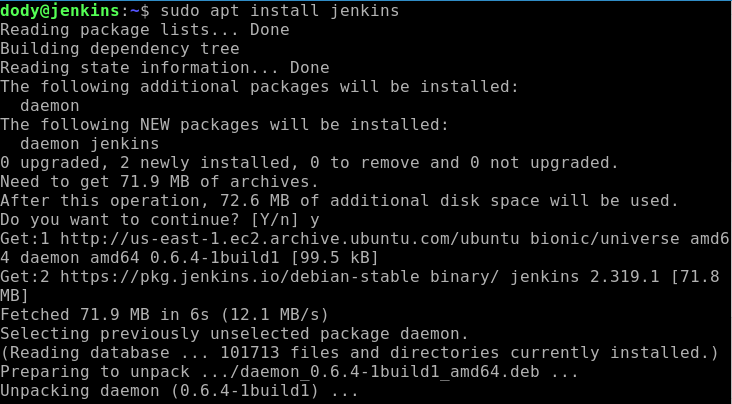 dody@jenkins:~$ sudo apt install jenkins
Reading package lists... Done
Building dependency tree
Reading state information... Done
The following additional packages will be installed:
  daemon
The following NEW packages will be installed:
  daemon jenkins
0 upgraded, 2 newly installed, 0 to remove and 0 not upgraded.
Need to get 71.9 MB of archives.
After this operation, 72.6 MB of additional disk space will be used.
Do you want to continue? [Y/n] y
Get:1 http://us-east-1.ec2.archive.ubuntu.com/ubuntu bionic/universe amd6
4 daemon amd64 0.6.4-1build1 [99.5 kB]
Get:2 https://pkg.jenkins.io/debian-stable binary/ jenkins 2.319.1 [71.8
MB]
Fetched 71.9 MB in 6s (12.1 MB/s)
Selecting previously unselected package daemon.
(Reading database ... 101713 files and directories currently installed.)
Preparing to unpack .../daemon_0.6.4-1build1_amd64.deb ...
Unpacking daemon (0.6.4-1build1) ...